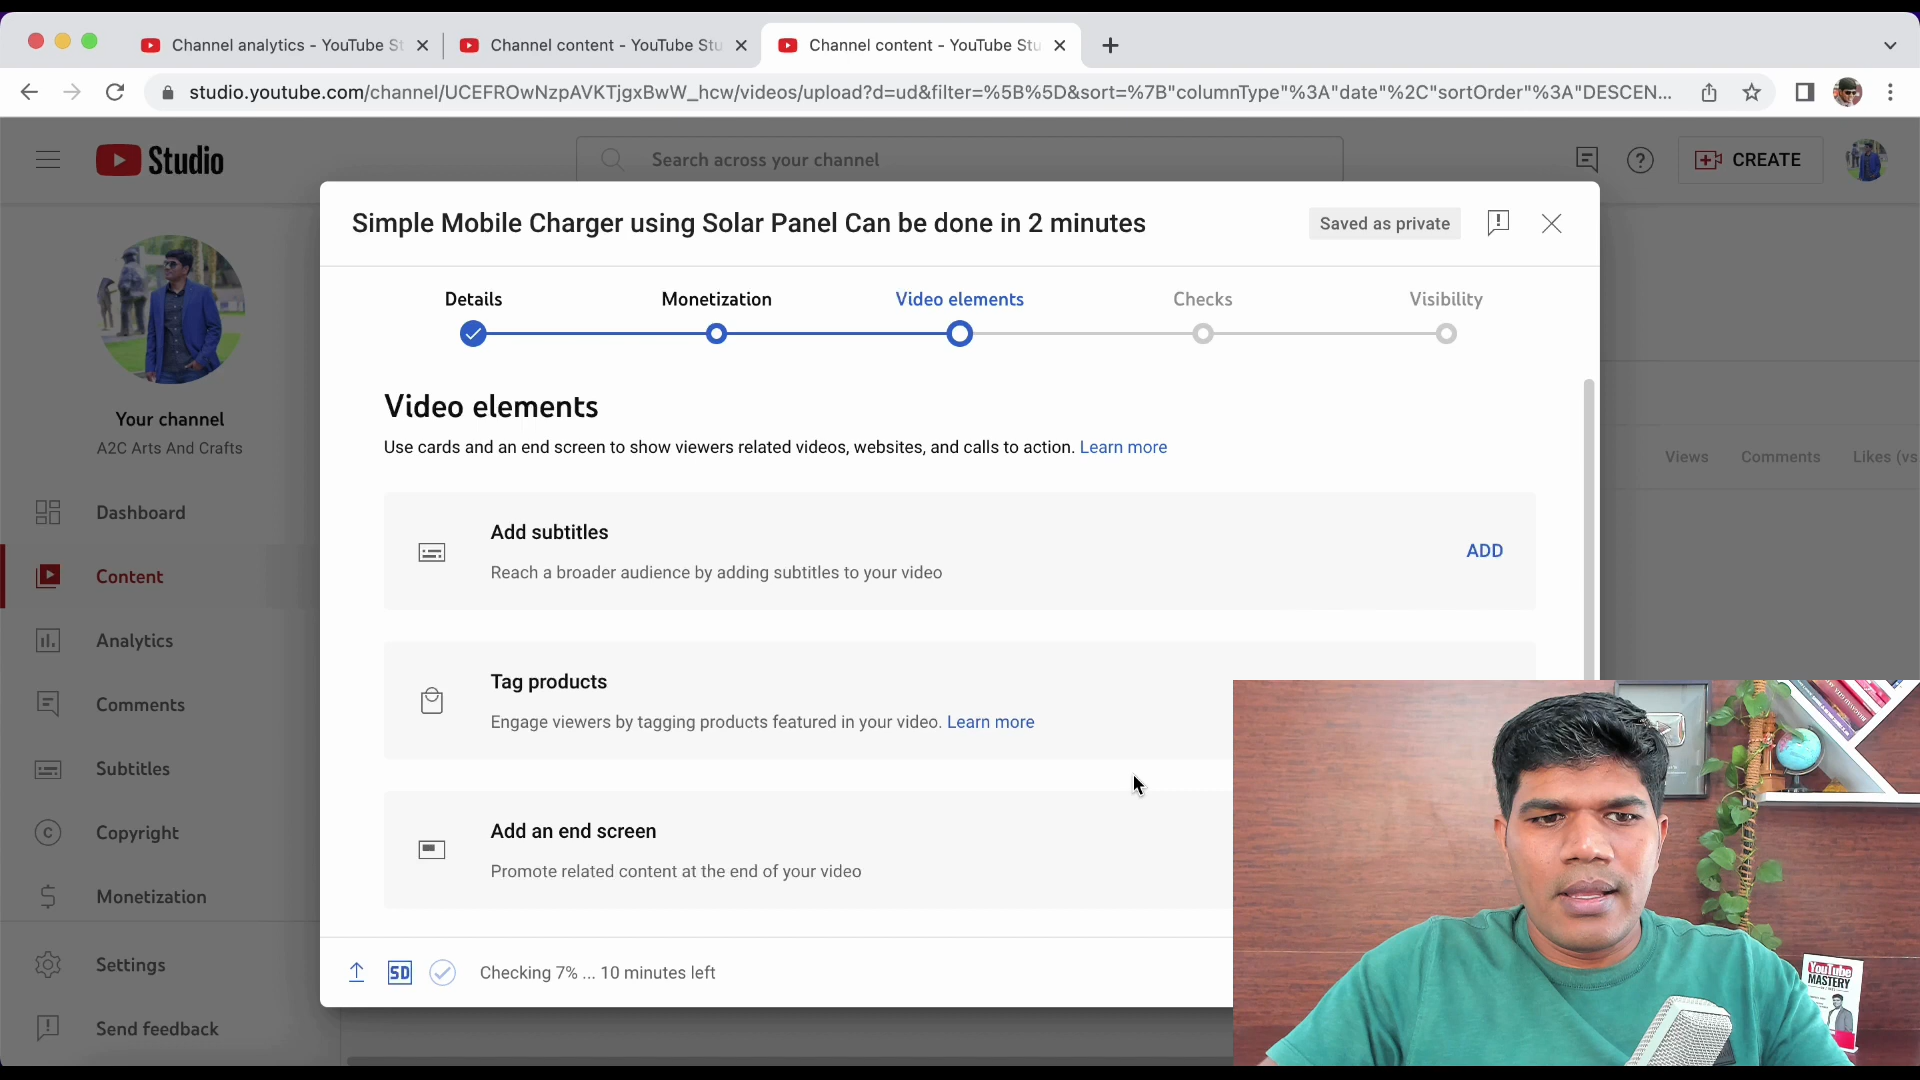 Channel analytics - YouTube St
Channel content - YouTube Stu
Channel content - YouTube Stu
studio.youtube.com/channel/UCEFROwNzpAVKTjgxBwW_hcw/videos/upload?d=ud&filter=%5B%5D&sort=%7B"columnType"%3A"date"%2C"sortOrder"%3A"DESCEN...
Studio
Search across your channel
CREATE
Simple Mobile Charger using Solar Panel Can be done in 2 minutes
Saved as private
Details
Monetization
Video elements
Checks
Visibility
Video elements
Use cards and an end screen to show viewers related videos, websites, and calls to action. Learn more
Add subtitles
Reach a broader audience by adding subtitles to your video
ADD
Tag products
Engage viewers by tagging products featured in your video. Learn more
Add an end screen
Promote related content at the end of your video
SD
Checking 7% ... 10 minutes left
Your channel
A2C Arts And Crafts
Dashboard
Content
Analytics
Comments
Subtitles
Copyright
Monetization
Settings
Send feedback
Views
Comments
Likes (vs
YouTube
MASTERY